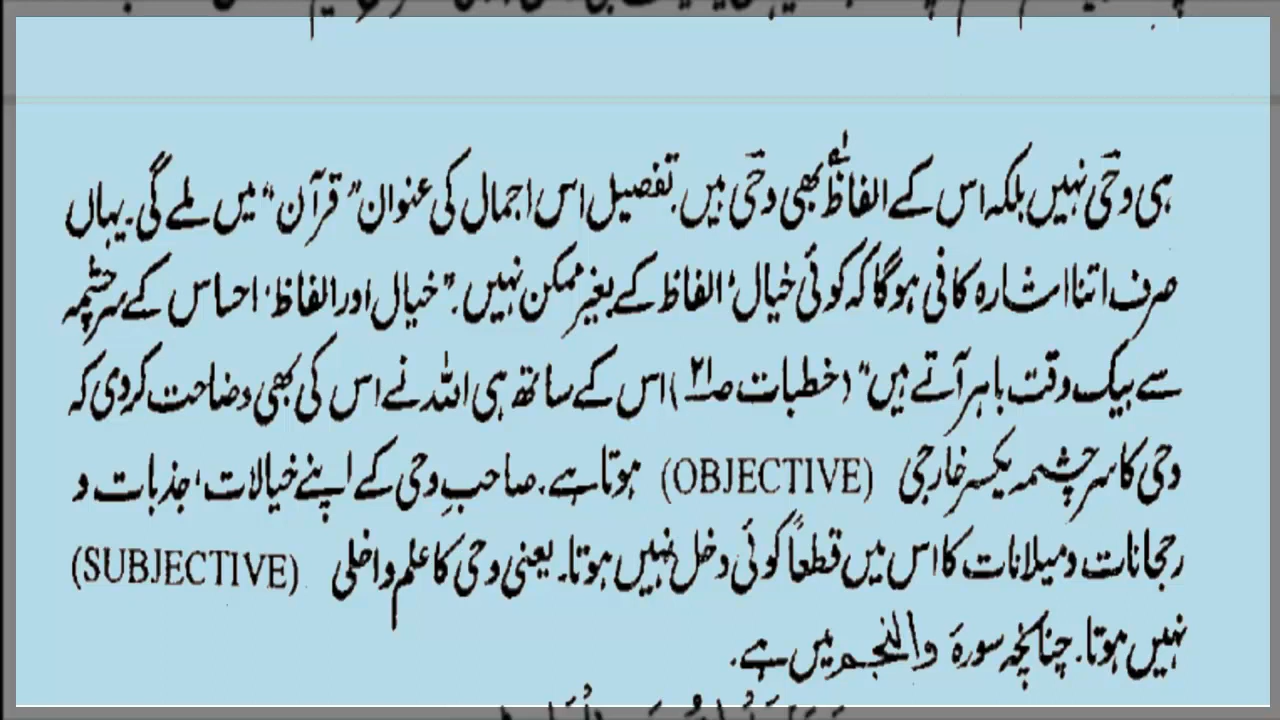 ہی وحی نہیں بلکہ اس کے الفاظ بھی وحی ہیں۔ تفصیل اس اجمال کی عنوان "قرآن" میں ملے گی۔ یہاں
صرف اتنا اشارہ کافی ہوگا کہ کوئی خیال، الفاظ کے بغیر ممکن نہیں۔ "خیال اور الفاظ، احساس کے سرچشمہ
سے بیک وقت باہر آتے ہیں" (خطبات صـ۲۱) اس کے ساتھ ہی اللہ نے اس کی بھی وضاحت کر دی کہ
وحی کا سرچشمہ یکسر خارجی (OBJECTIVE) ہوتا ہے۔ صاحبِ وحی کے اپنے خیالات، جذبات و
رجحانات و میلانات کا اس میں قطعاً کوئی دخل نہیں ہوتا۔ یعنی وحی کا علم داخلی (SUBJECTIVE)
نہیں ہوتا۔ چنانچہ سورۃ والنجم میں ہے۔